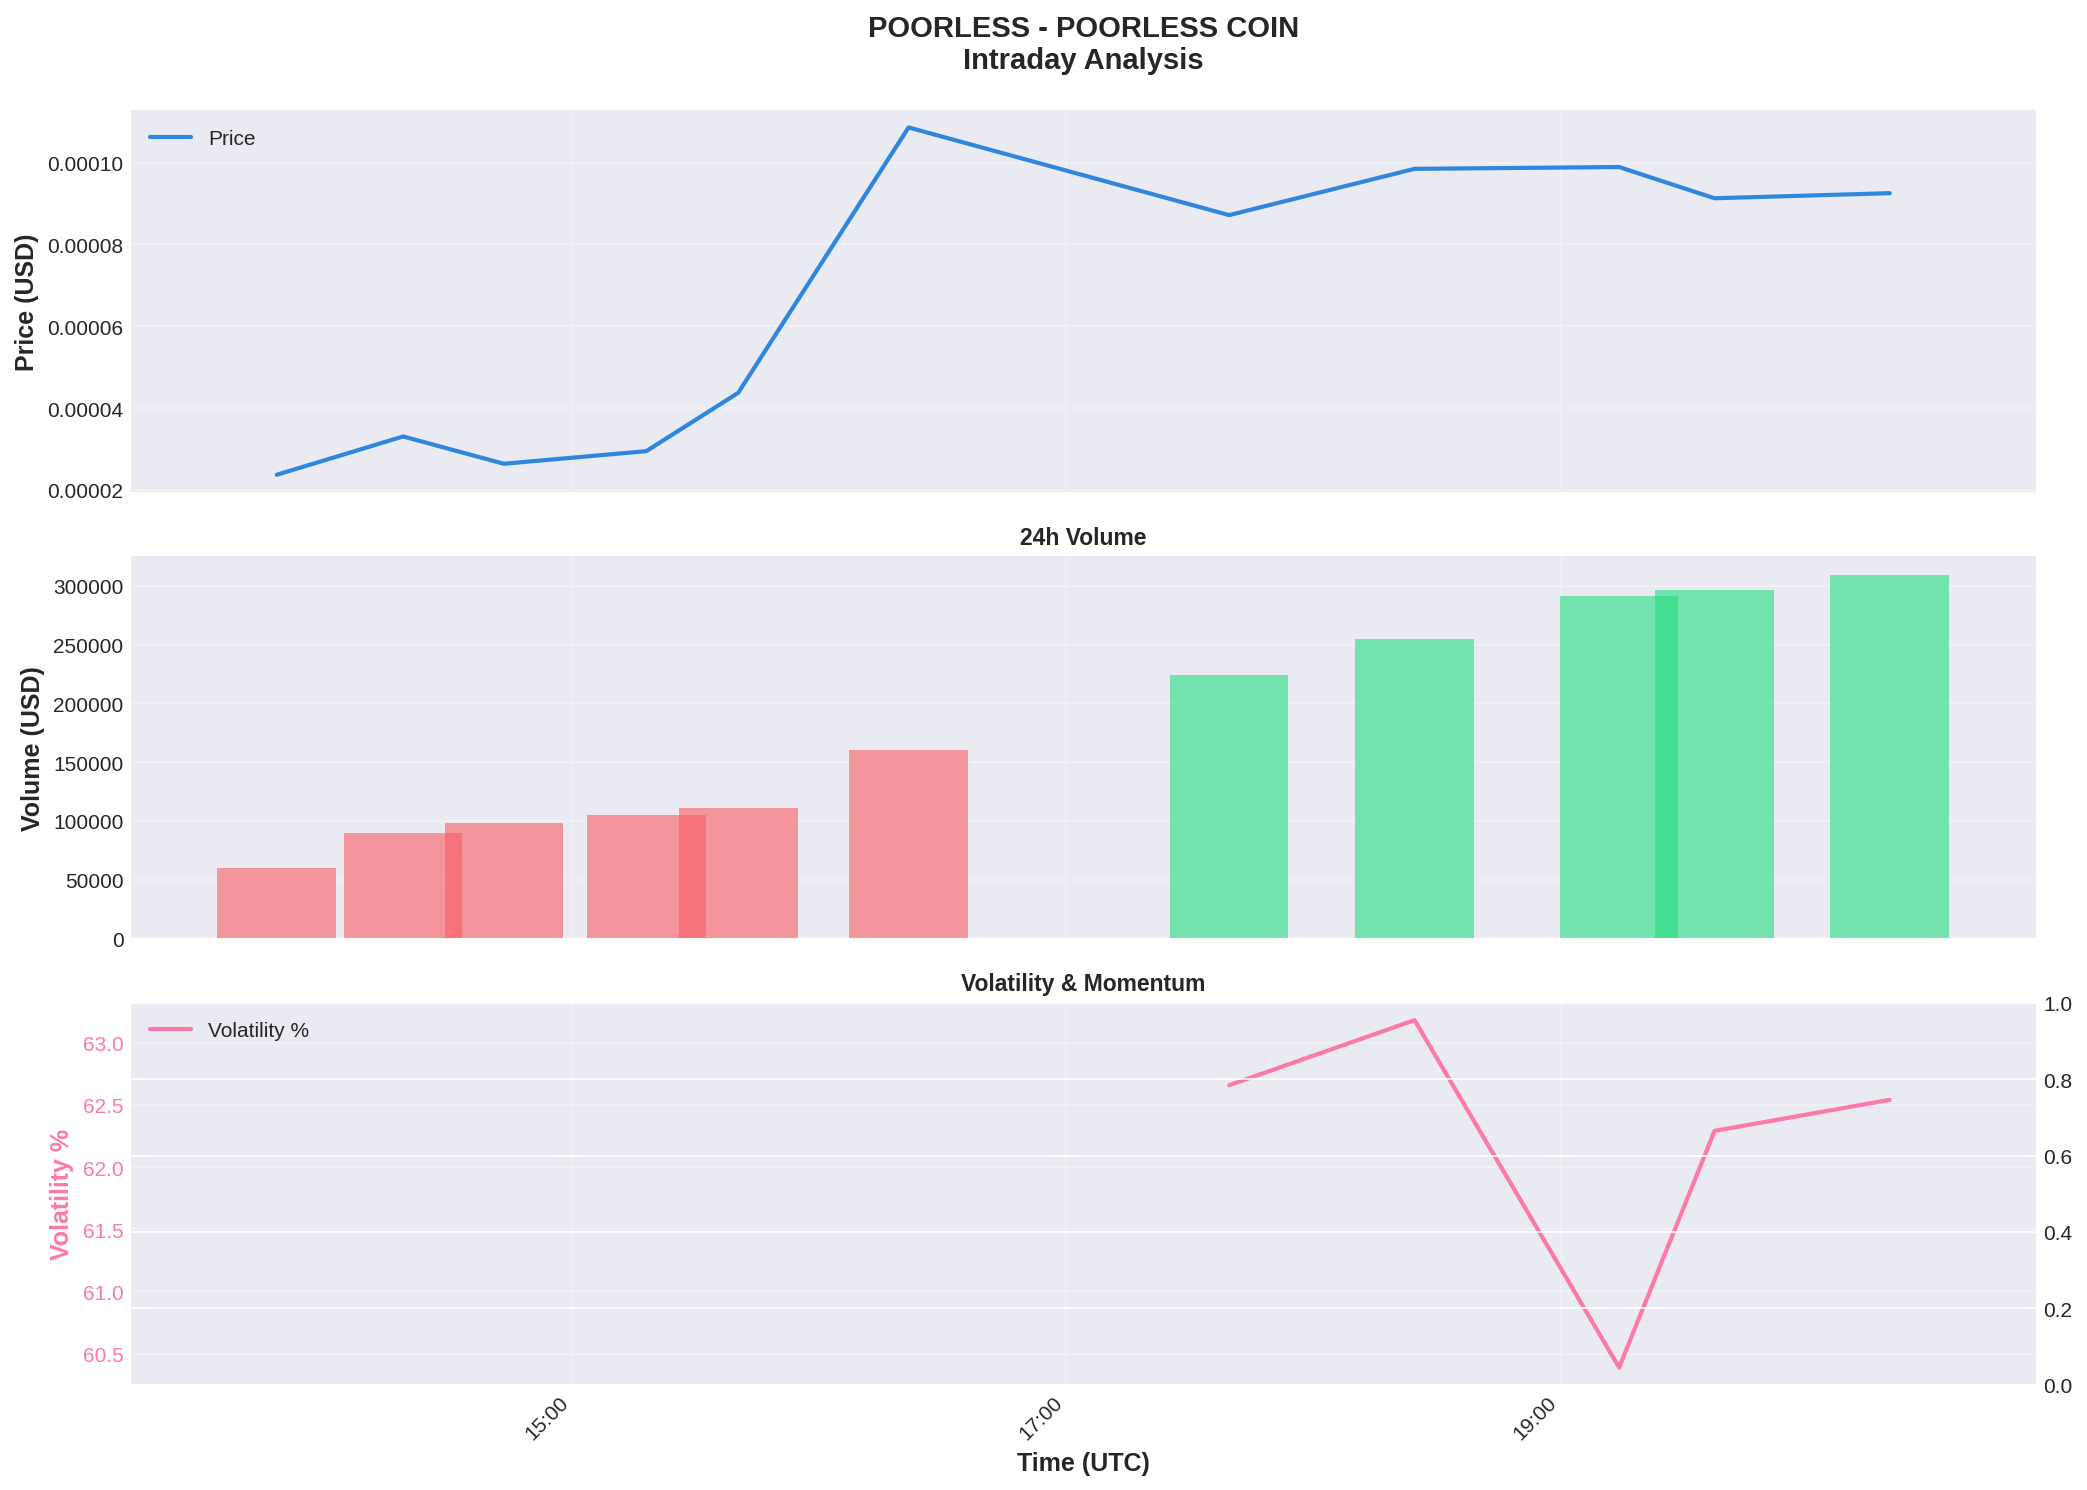 POORLESS - POORLESS COIN
Intraday Analysis
Price
0.00010
0.00008
0.00006
0.00004
0.00002
Price (USD)
24h Volume
300000
250000
200000
150000
100000
50000
0
Volume (USD)
Volatility & Momentum
Volatility %
63.0
62.5
62.0
61.5
61.0
60.5
Volatility %
1.0
0.8
0.6
0.4
0.2
0.0
15:00
17:00
19:00
Time (UTC)